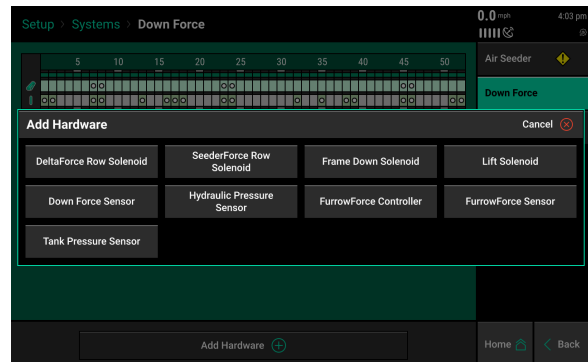 Setup > Systems > Down Force
0.0 mph
4:03 pm
5 10 15 20 25 30 35 40 45 50
Air Seeder
Down Force
Add Hardware
Cancel
DeltaForce Row Solenoid
SeederForce Row
Solenoid
Frame Down Solenoid
Lift Solenoid
Down Force Sensor
Hydraulic Pressure
Sensor
FurrowForce Controller
FurrowForce Sensor
Tank Pressure Sensor
Add Hardware
Home
< Back